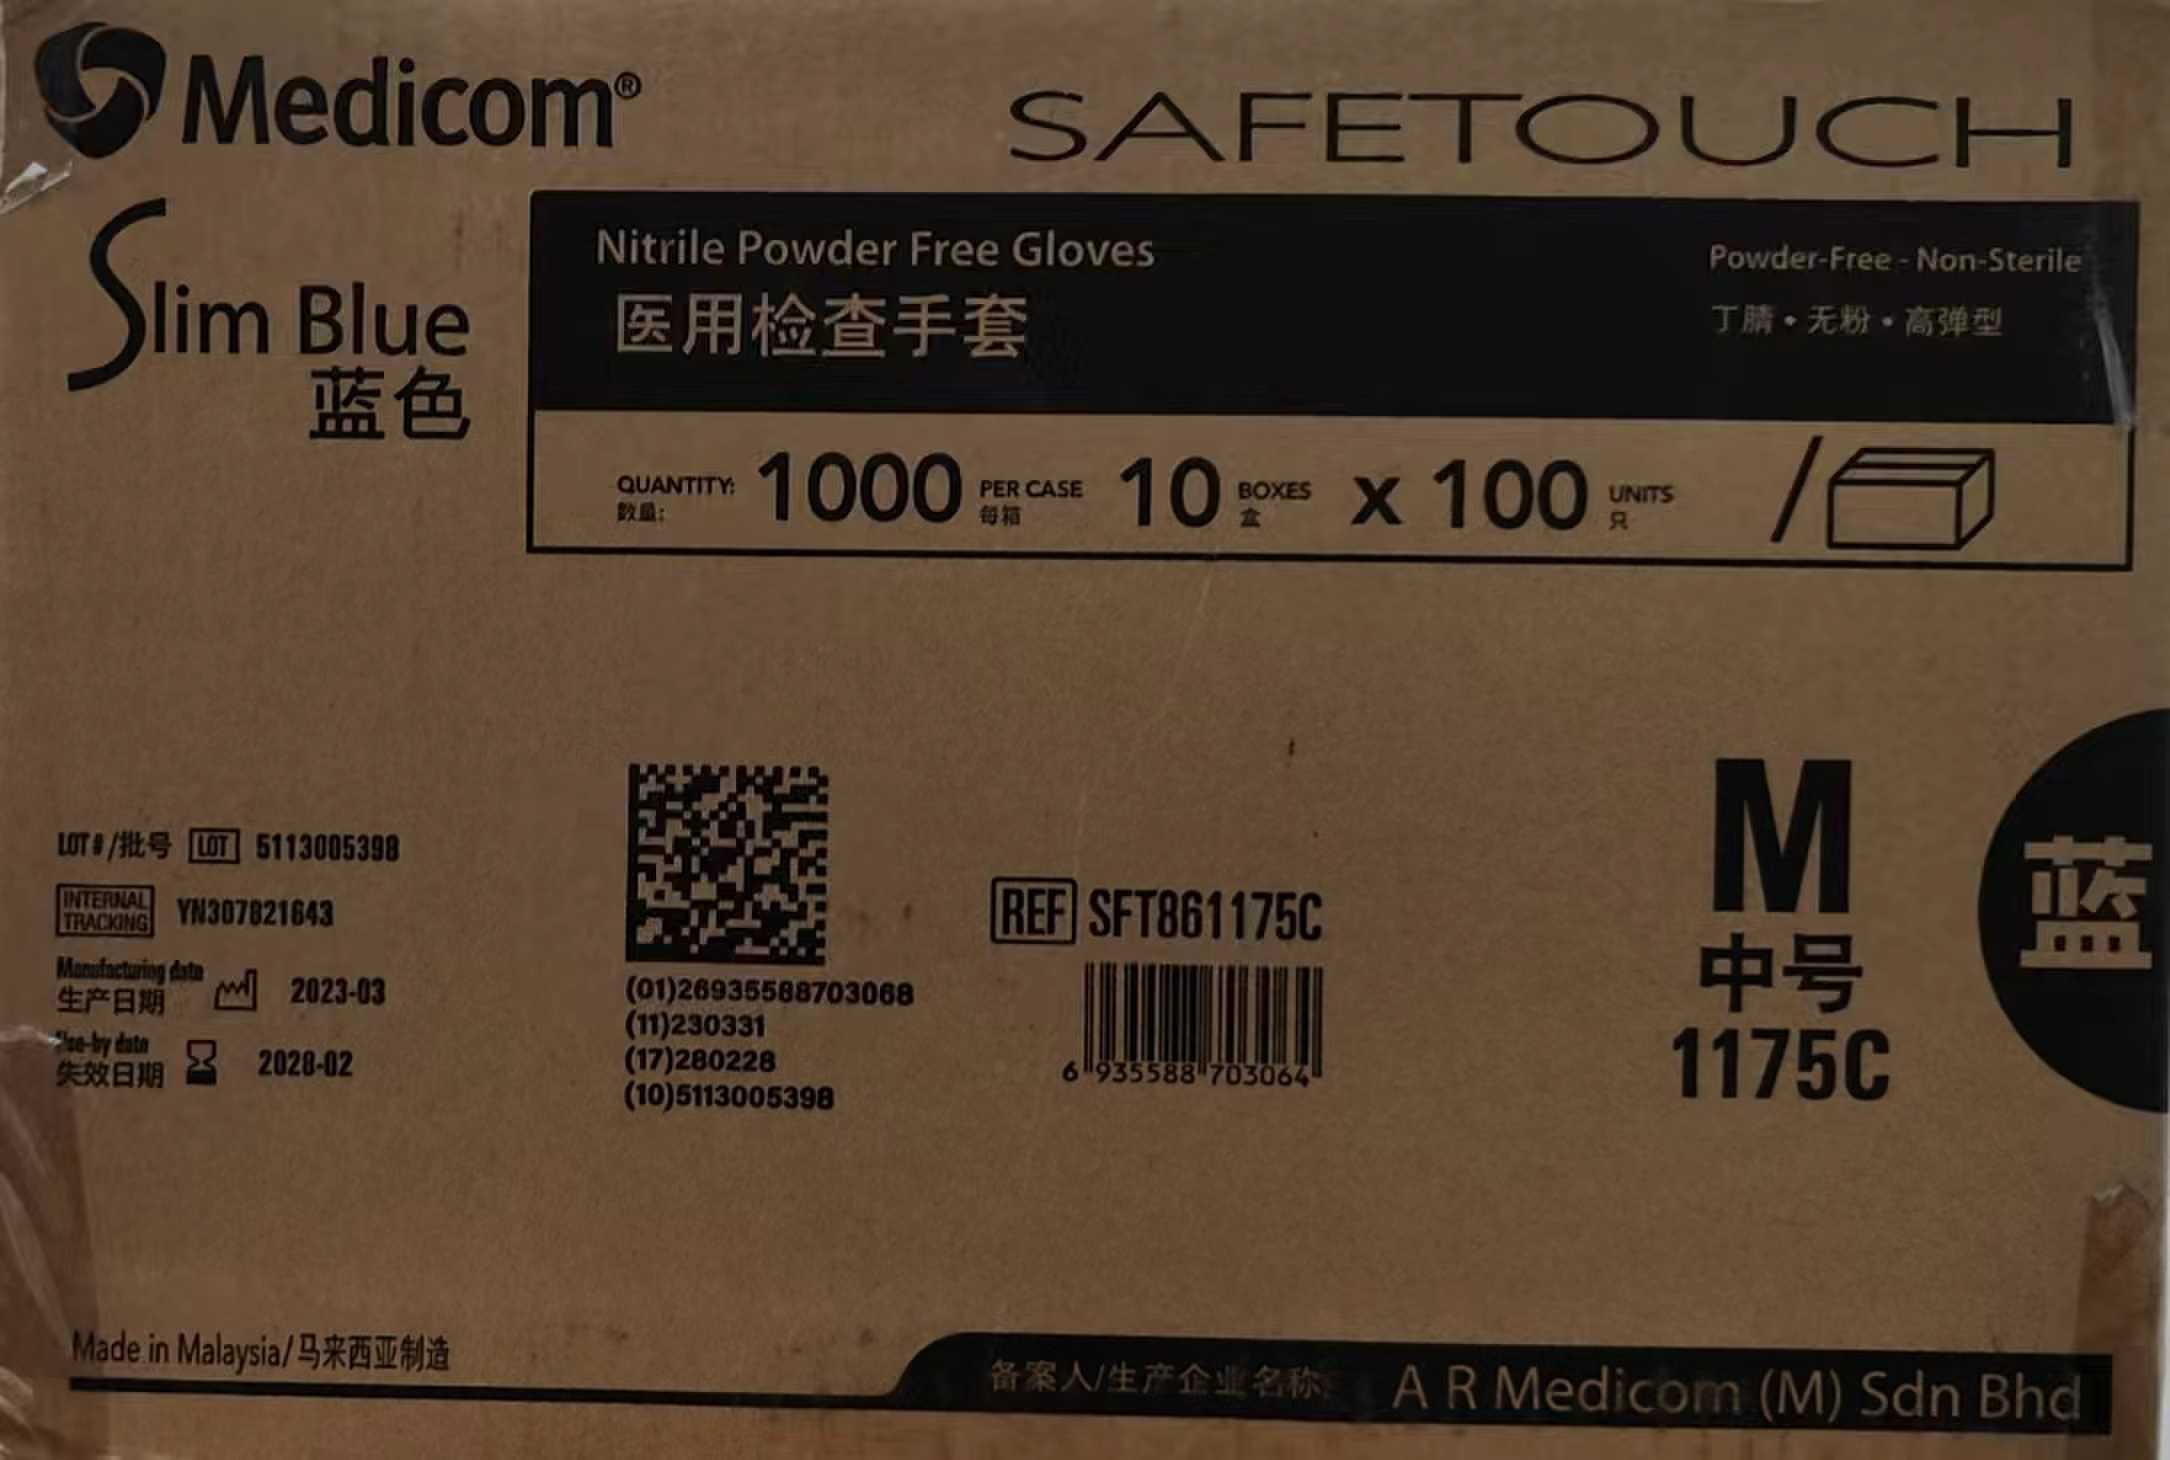 Medicom®
SAFETOUCH
Slim Blue
蓝色
Nitrile Powder Free Gloves
医用检查手套
Powder-Free - Non-Sterile
丁腈•无粉•高弹型
QUANTITY: 1000 PER CASE 10 BOXES x 100 UNITS /
数量: 每箱 盒 只
LOT # /批号 LOT 5113005398
INTERNAL TRACKING YN307821643
Manufacturing date
生产日期 2023-03
Use-by date
失效日期 2028-02
(01)26935588703068
(11)230331
(17)280228
(10)5113005398
REF SFT861175C
6 935588 703064
M
中号
1175C
蓝
Made in Malaysia/马来西亚制造
备案人/生产企业名称: A R Medicom (M) Sdn Bhd